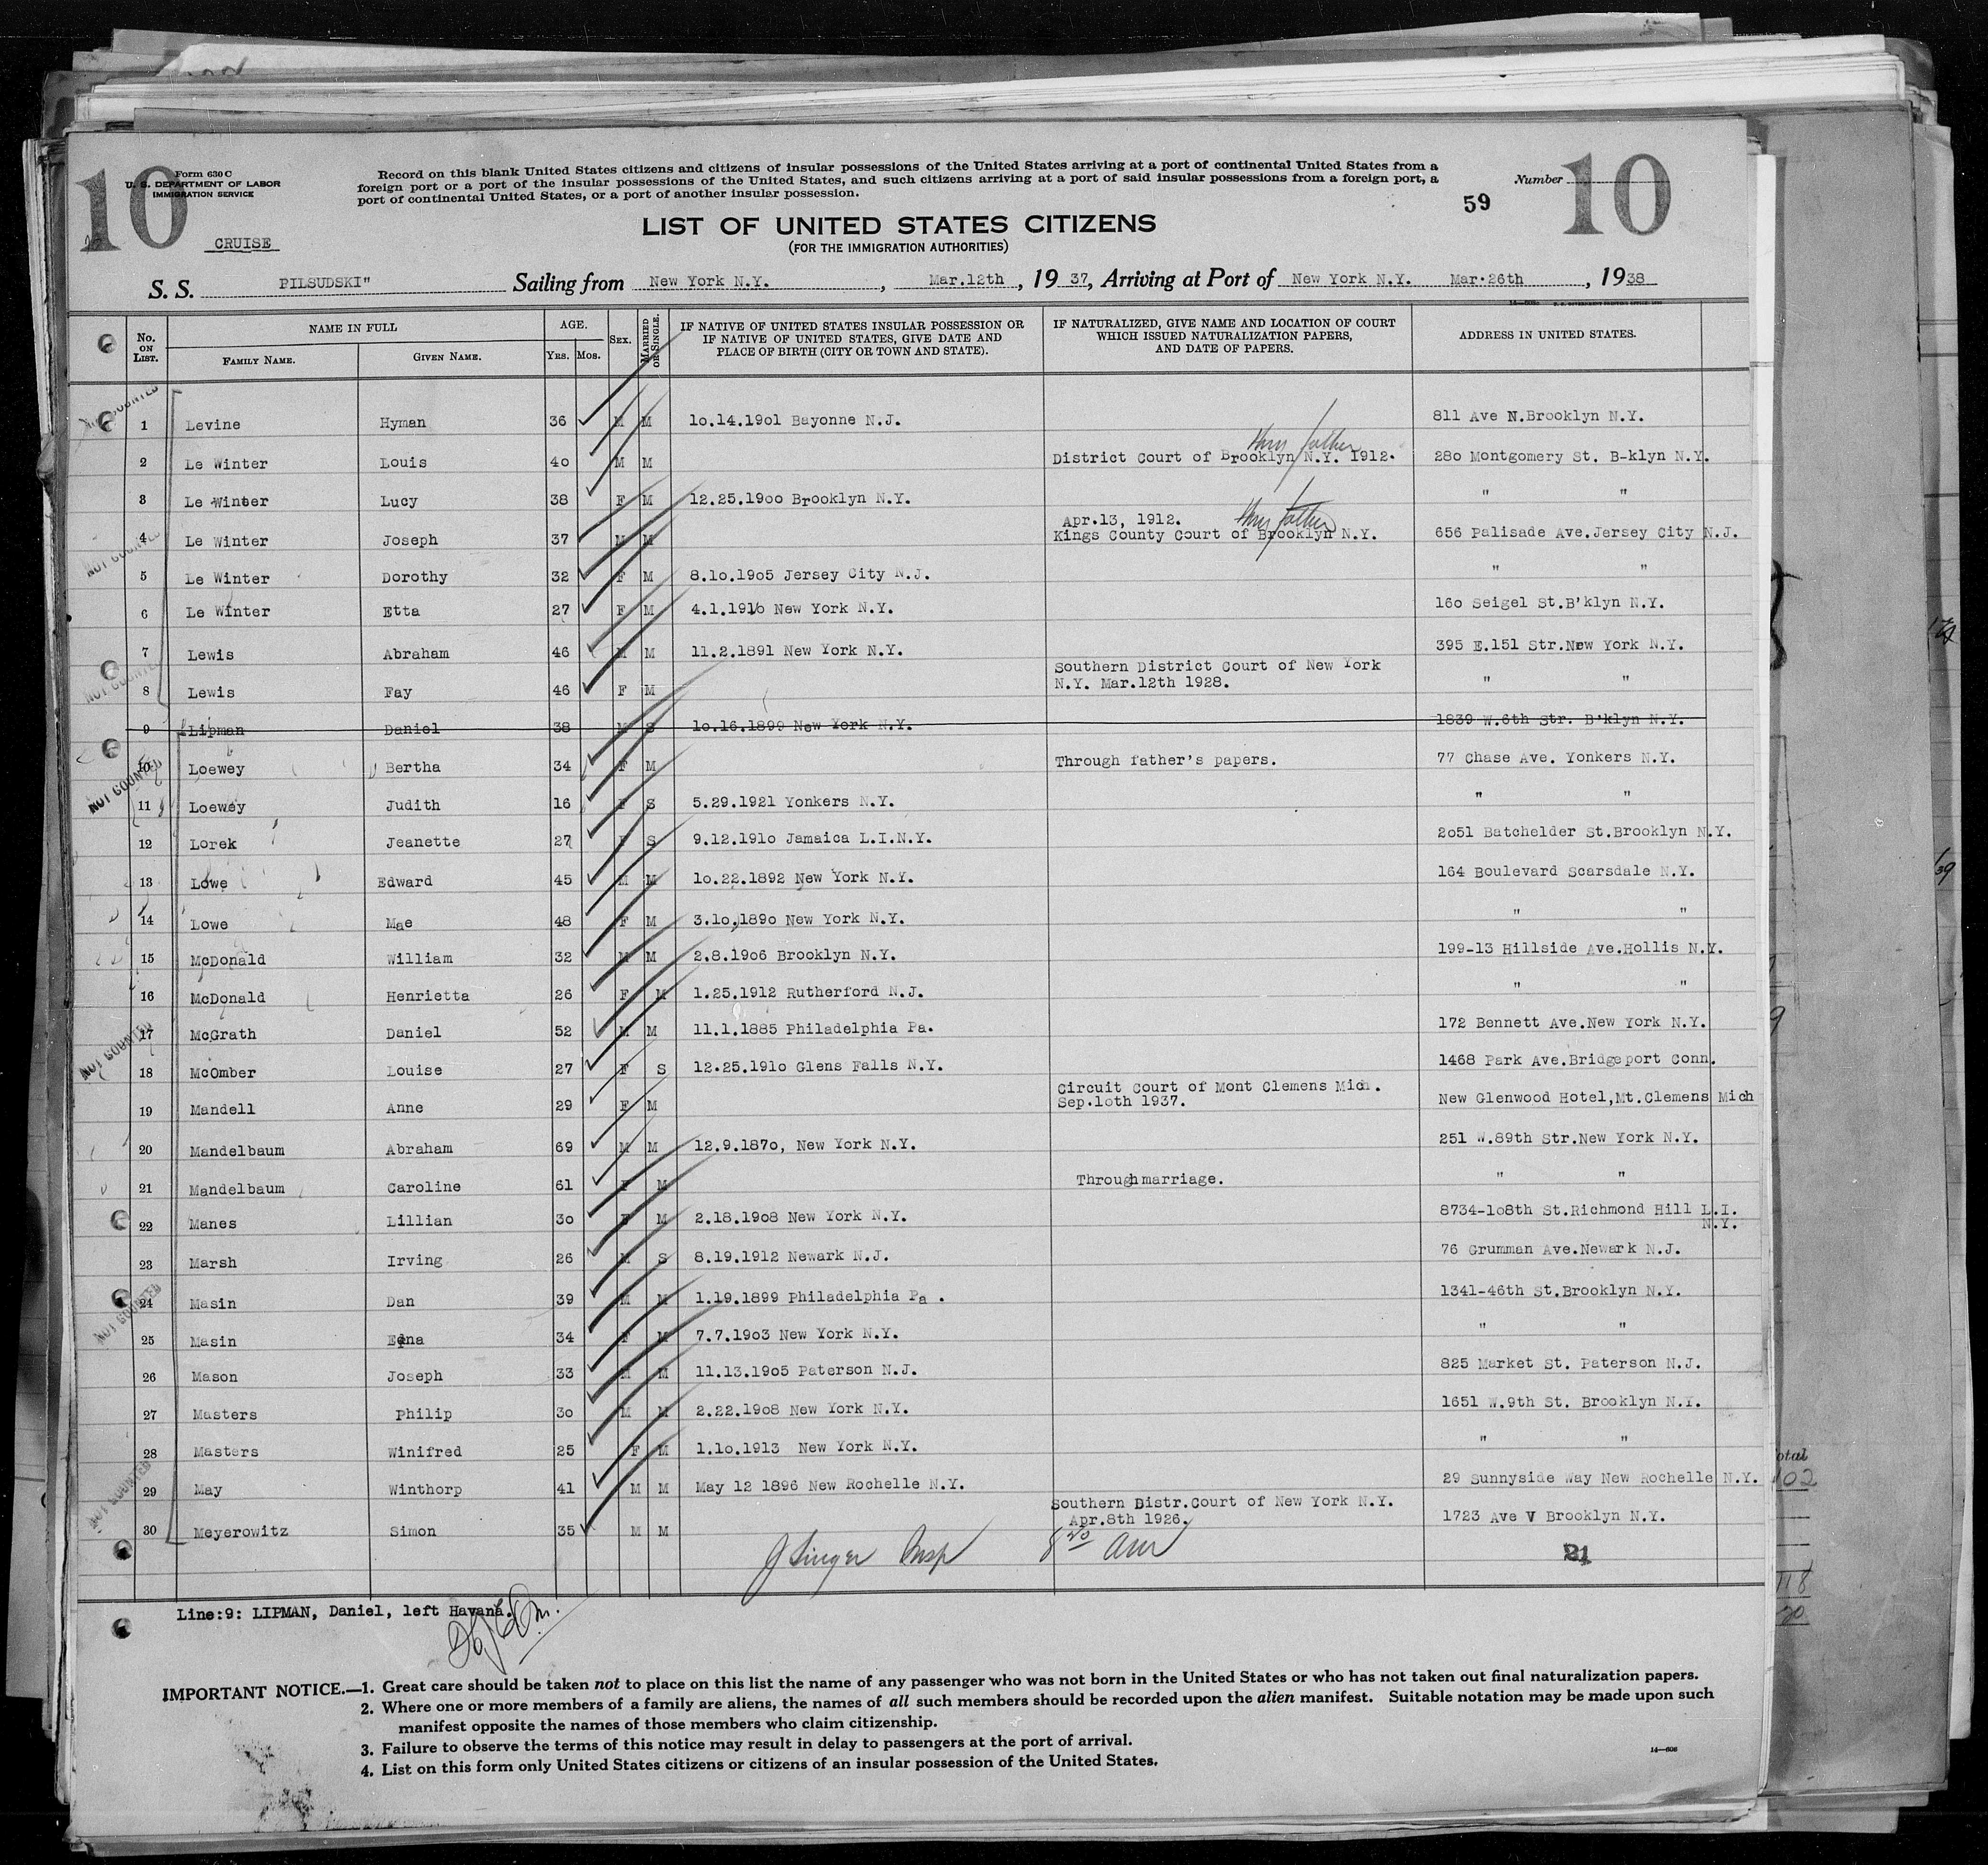 10
Form 630 C
U. S. DEPARTMENT OF LABOR
IMMIGRATION SERVICE
Record on this blank United States citizens and citizens of insular possessions of the United States arriving at a port of continental United States from a
foreign port or a port of the insular possessions of the United States, and such citizens arriving at a port of said insular possessions from a foreign port, a
port of continental United States, or a port of another insular possession.
Number
10
59
LIST OF UNITED STATES CITIZENS
(FOR THE IMMIGRATION AUTHORITIES)
CRUISE
S. S. PILSUDSKI" Sailing from New York N.Y. , Mar.12th , 19 37, Arriving at Port of New York N.Y. Mar.26th , 19 38
No. ON LIST. NAME IN FULL FAMILY NAME. GIVEN NAME. AGE. YRS. MOS. SEX. MARRIED OR SINGLE. IF NATIVE OF UNITED STATES INSULAR POSSESSION OR IF NATIVE OF UNITED STATES, GIVE DATE AND PLACE OF BIRTH (CITY OR TOWN AND STATE). IF NATURALIZED, GIVE NAME AND LOCATION OF COURT WHICH ISSUED NATURALIZATION PAPERS, AND DATE OF PAPERS. ADDRESS IN UNITED STATES.
NOT COUNTED
1 Levine Hyman 36 M M 10.14.1901 Bayonne N.J. 811 Ave N.Brooklyn N.Y.
thru father
2 Le Winter Louis 40 M M District Court of Brooklyn N.Y. 1912. 280 Montgomery St. B-klyn N.Y.
3 Le Winter Lucy 38 F M 12.25.1900 Brooklyn N.Y. " "
Apr.13, 1912. thru father
4 Le Winter Joseph 37 M M Kings County Court of Brooklyn N.Y. 656 Palisade Ave.Jersey City N.J.
NOT COUNTED
5 Le Winter Dorothy 32 F M 8.10.1905 Jersey City N.J. " "
6 Le Winter Etta 27 F M 4.1.1910 New York N.Y. 160 Seigel St.B'klyn N.Y.
7 Lewis Abraham 46 M M 11.2.1891 New York N.Y. 395 E.151 Str.New York N.Y.
NOT COUNTED
Southern District Court of New York
8 Lewis Fay 46 F M N.Y. Mar.12th 1928. " "
9 Lipman Daniel 38 M S 10.16.1899 New York N.Y. 1839 W.6th Str. B'klyn N.Y.
10 Loewey Bertha 34 F M Through father's papers. 77 Chase Ave. Yonkers N.Y.
NOT COUNTED
11 Loewey Judith 16 F S 5.29.1921 Yonkers N.Y. " "
12 Lorek Jeanette 27 F S 9.12.1910 Jamaica L.I.N.Y. 2051 Batchelder St.Brooklyn N.Y.
13 Lowe Edward 45 M M 10.22.1892 New York N.Y. 164 Boulevard Scarsdale N.Y.
14 Lowe Mae 48 F M 3.10,1890 New York N.Y. " "
15 McDonald William 32 M M 2.8.1906 Brooklyn N.Y. 199-13 Hillside Ave.Hollis N.Y.
16 McDonald Henrietta 26 F M 1.25.1912 Rutherford N.J. " "
17 McGrath Daniel 52 M M 11.1.1885 Philadelphia Pa. 172 Bennett Ave.New York N.Y.
NOT COUNTED
18 McOmber Louise 27 F S 12.25.1910 Glens Falls N.Y. 1468 Park Ave.Bridgeport Conn.
Circuit Court of Mont Clemens Mich.
19 Mandell Anne 29 F M Sep.10th 1937. New Glenwood Hotel,Mt.Clemens Mich
20 Mandelbaum Abraham 69 M M 12.9.1870, New York N.Y. 251 W.89th Str.New York N.Y.
21 Mandelbaum Caroline 61 F M Through marriage. " "
22 Manes Lillian 30 F M 2.18.1908 New York N.Y. 8734-108th St.Richmond Hill L.I.
N.Y.
23 Marsh Irving 26 M S 8.19.1912 Newark N.J. 76 Grumman Ave.Newark N.J.
24 Masin Dan 39 M M 1.19.1899 Philadelphia Pa . 1341-46th St.Brooklyn N.Y.
NOT COUNTED
25 Masin Edna 34 F M 7.7.1903 New York N.Y. " "
26 Mason Joseph 33 M M 11.13.1905 Paterson N.J. 825 Market St. Paterson N.J.
27 Masters Philip 30 M M 2.22.1908 New York N.Y. 1651 W.9th St. Brooklyn N.Y.
28 Masters Winifred 25 F M 1.10.1913 New York N.Y. " "
29 May Winthorp 41 M M May 12 1896 New Rochelle N.Y. 29 Sunnyside Way New Rochelle N.Y.
NOT COUNTED
Southern Distr.Court of New York N.Y.
30 Meyerowitz Simon 35 M M Apr.8th 1926. 1723 Ave V Brooklyn N.Y.
J Singer Insp
21
Line:9: LIPMAN, Daniel, left Havana.
IMPORTANT NOTICE.—1. Great care should be taken not to place on this list the name of any passenger who was not born in the United States or who has not taken out final naturalization papers.
2. Where one or more members of a family are aliens, the names of all such members should be recorded upon the alien manifest. Suitable notation may be made upon such
manifest opposite the names of those members who claim citizenship.
3. Failure to observe the terms of this notice may result in delay to passengers at the port of arrival.
4. List on this form only United States citizens or citizens of an insular possession of the United States.
14—606